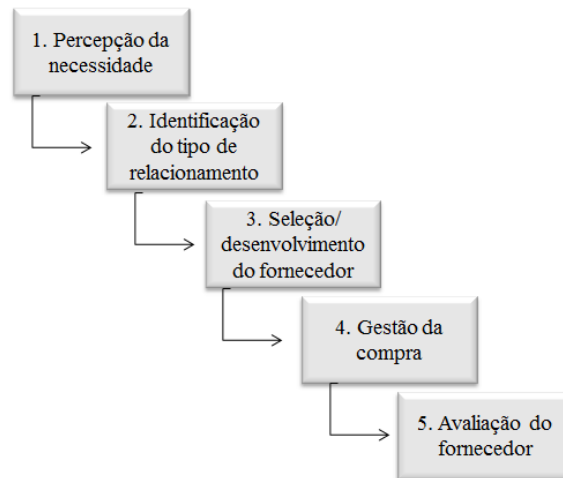 1. Percepção da
necessidade
2. Identificação
do tipo de
relacionamento
3. Seleção/
desenvolvimento
do fornecedor
4. Gestão da
compra
5. Avaliação do
fornecedor